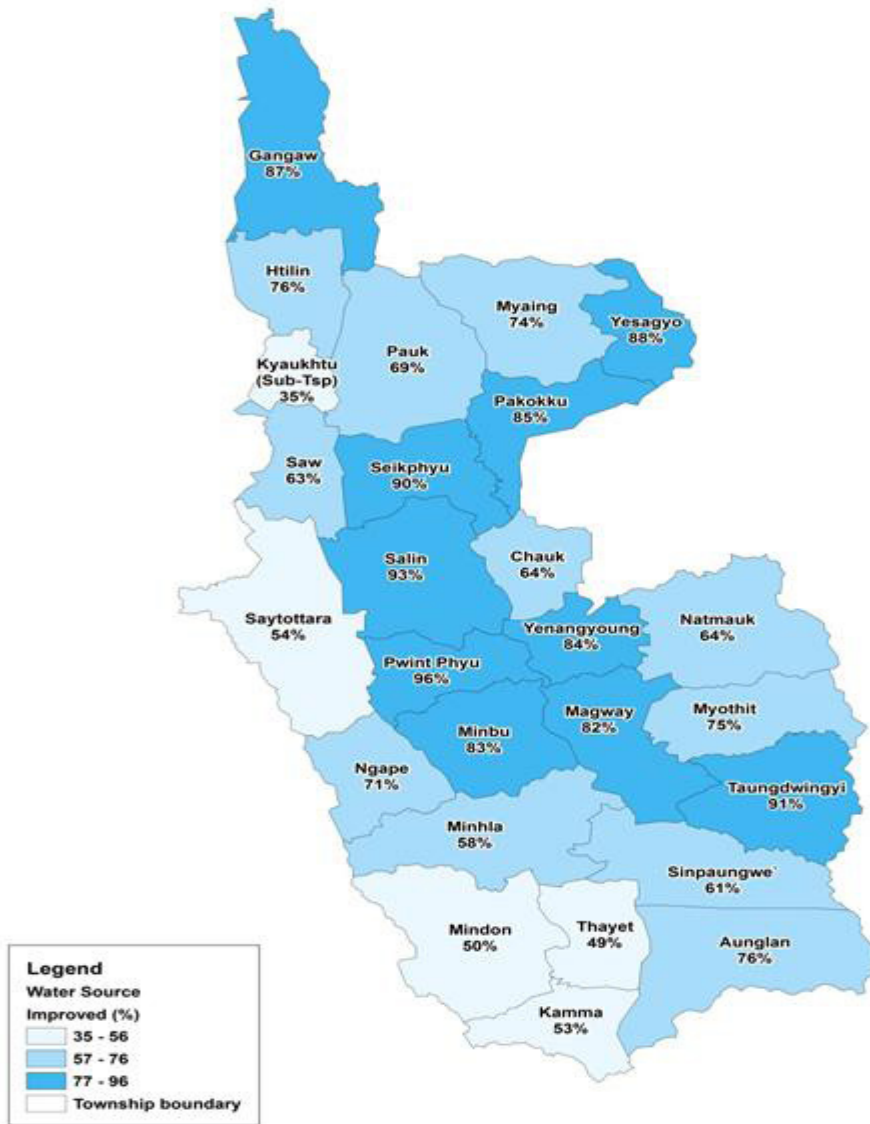 Gangaw
87%
Htilin
76%
Myaing
74%
Yesagyo
88%
Kyaukhtu
(Sub-Tsp)
35%
Pauk
69%
Pakokku
85%
Saw
63%
Seikphyu
90%
Salin
93%
Chauk
64%
Saytottara
54%
Yenangyoung
84%
Natmauk
64%
Pwint Phyu
96%
Magway
82%
Myothit
75%
Minbu
83%
Ngape
71%
Taungdwingyi
91%
Minhla
58%
Sinpaungwe`
61%
Mindon
50%
Thayet
49%
Aunglan
76%
Kamma
53%
Legend
Water Source
Improved (%)
35 - 56
57 - 76
77 - 96
Township boundary